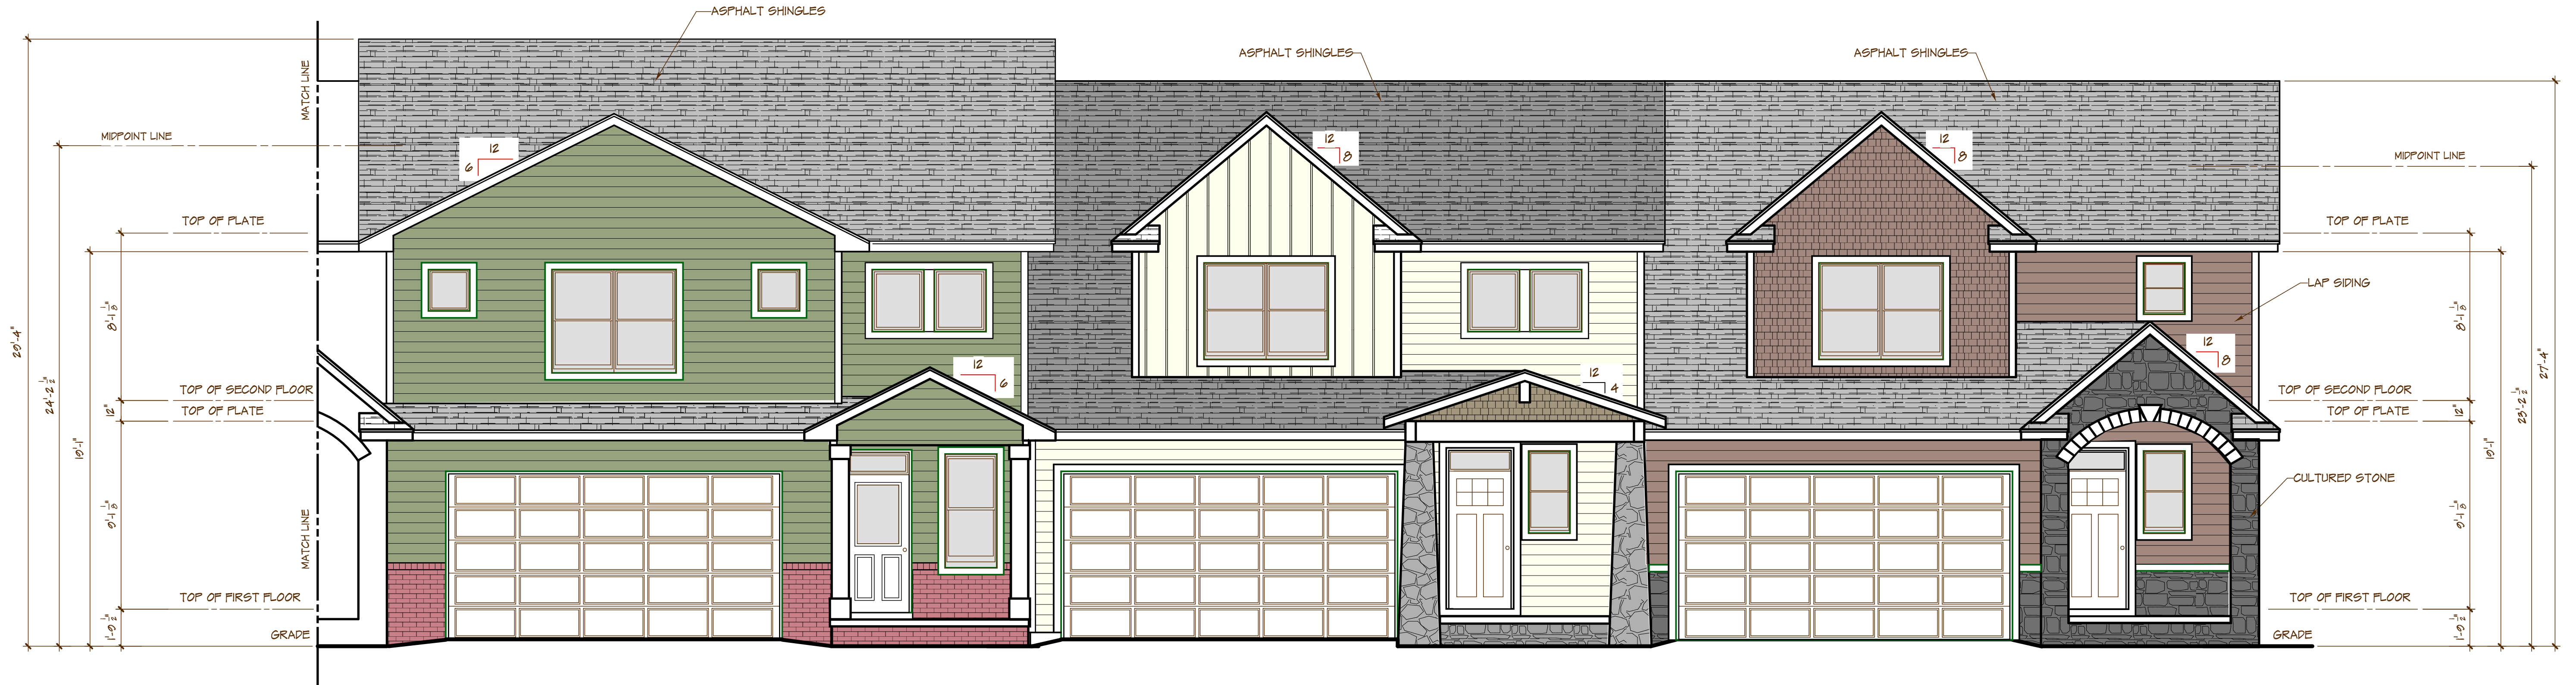 ASPHALT SHINGLES
ASPHALT SHINGLES
ASPHALT SHINGLES
MATCH LINE
MIDPOINT LINE
12
6
12
8
12
8
MIDPOINT LINE
TOP OF PLATE
TOP OF PLATE
LAP SIDING
8'-1 1/8"
8'-1 1/8"
29'-4"
27'-4"
12
6
12
4
12
8
TOP OF SECOND FLOOR
TOP OF SECOND FLOOR
24'-2 1/2"
12"
12"
23'-2 1/2"
TOP OF PLATE
TOP OF PLATE
19'-1"
19'-1"
CULTURED STONE
9'-1 1/8"
9'-1 1/8"
MATCH LINE
TOP OF FIRST FLOOR
TOP OF FIRST FLOOR
1'-9 1/2"
1'-9 1/2"
GRADE
GRADE